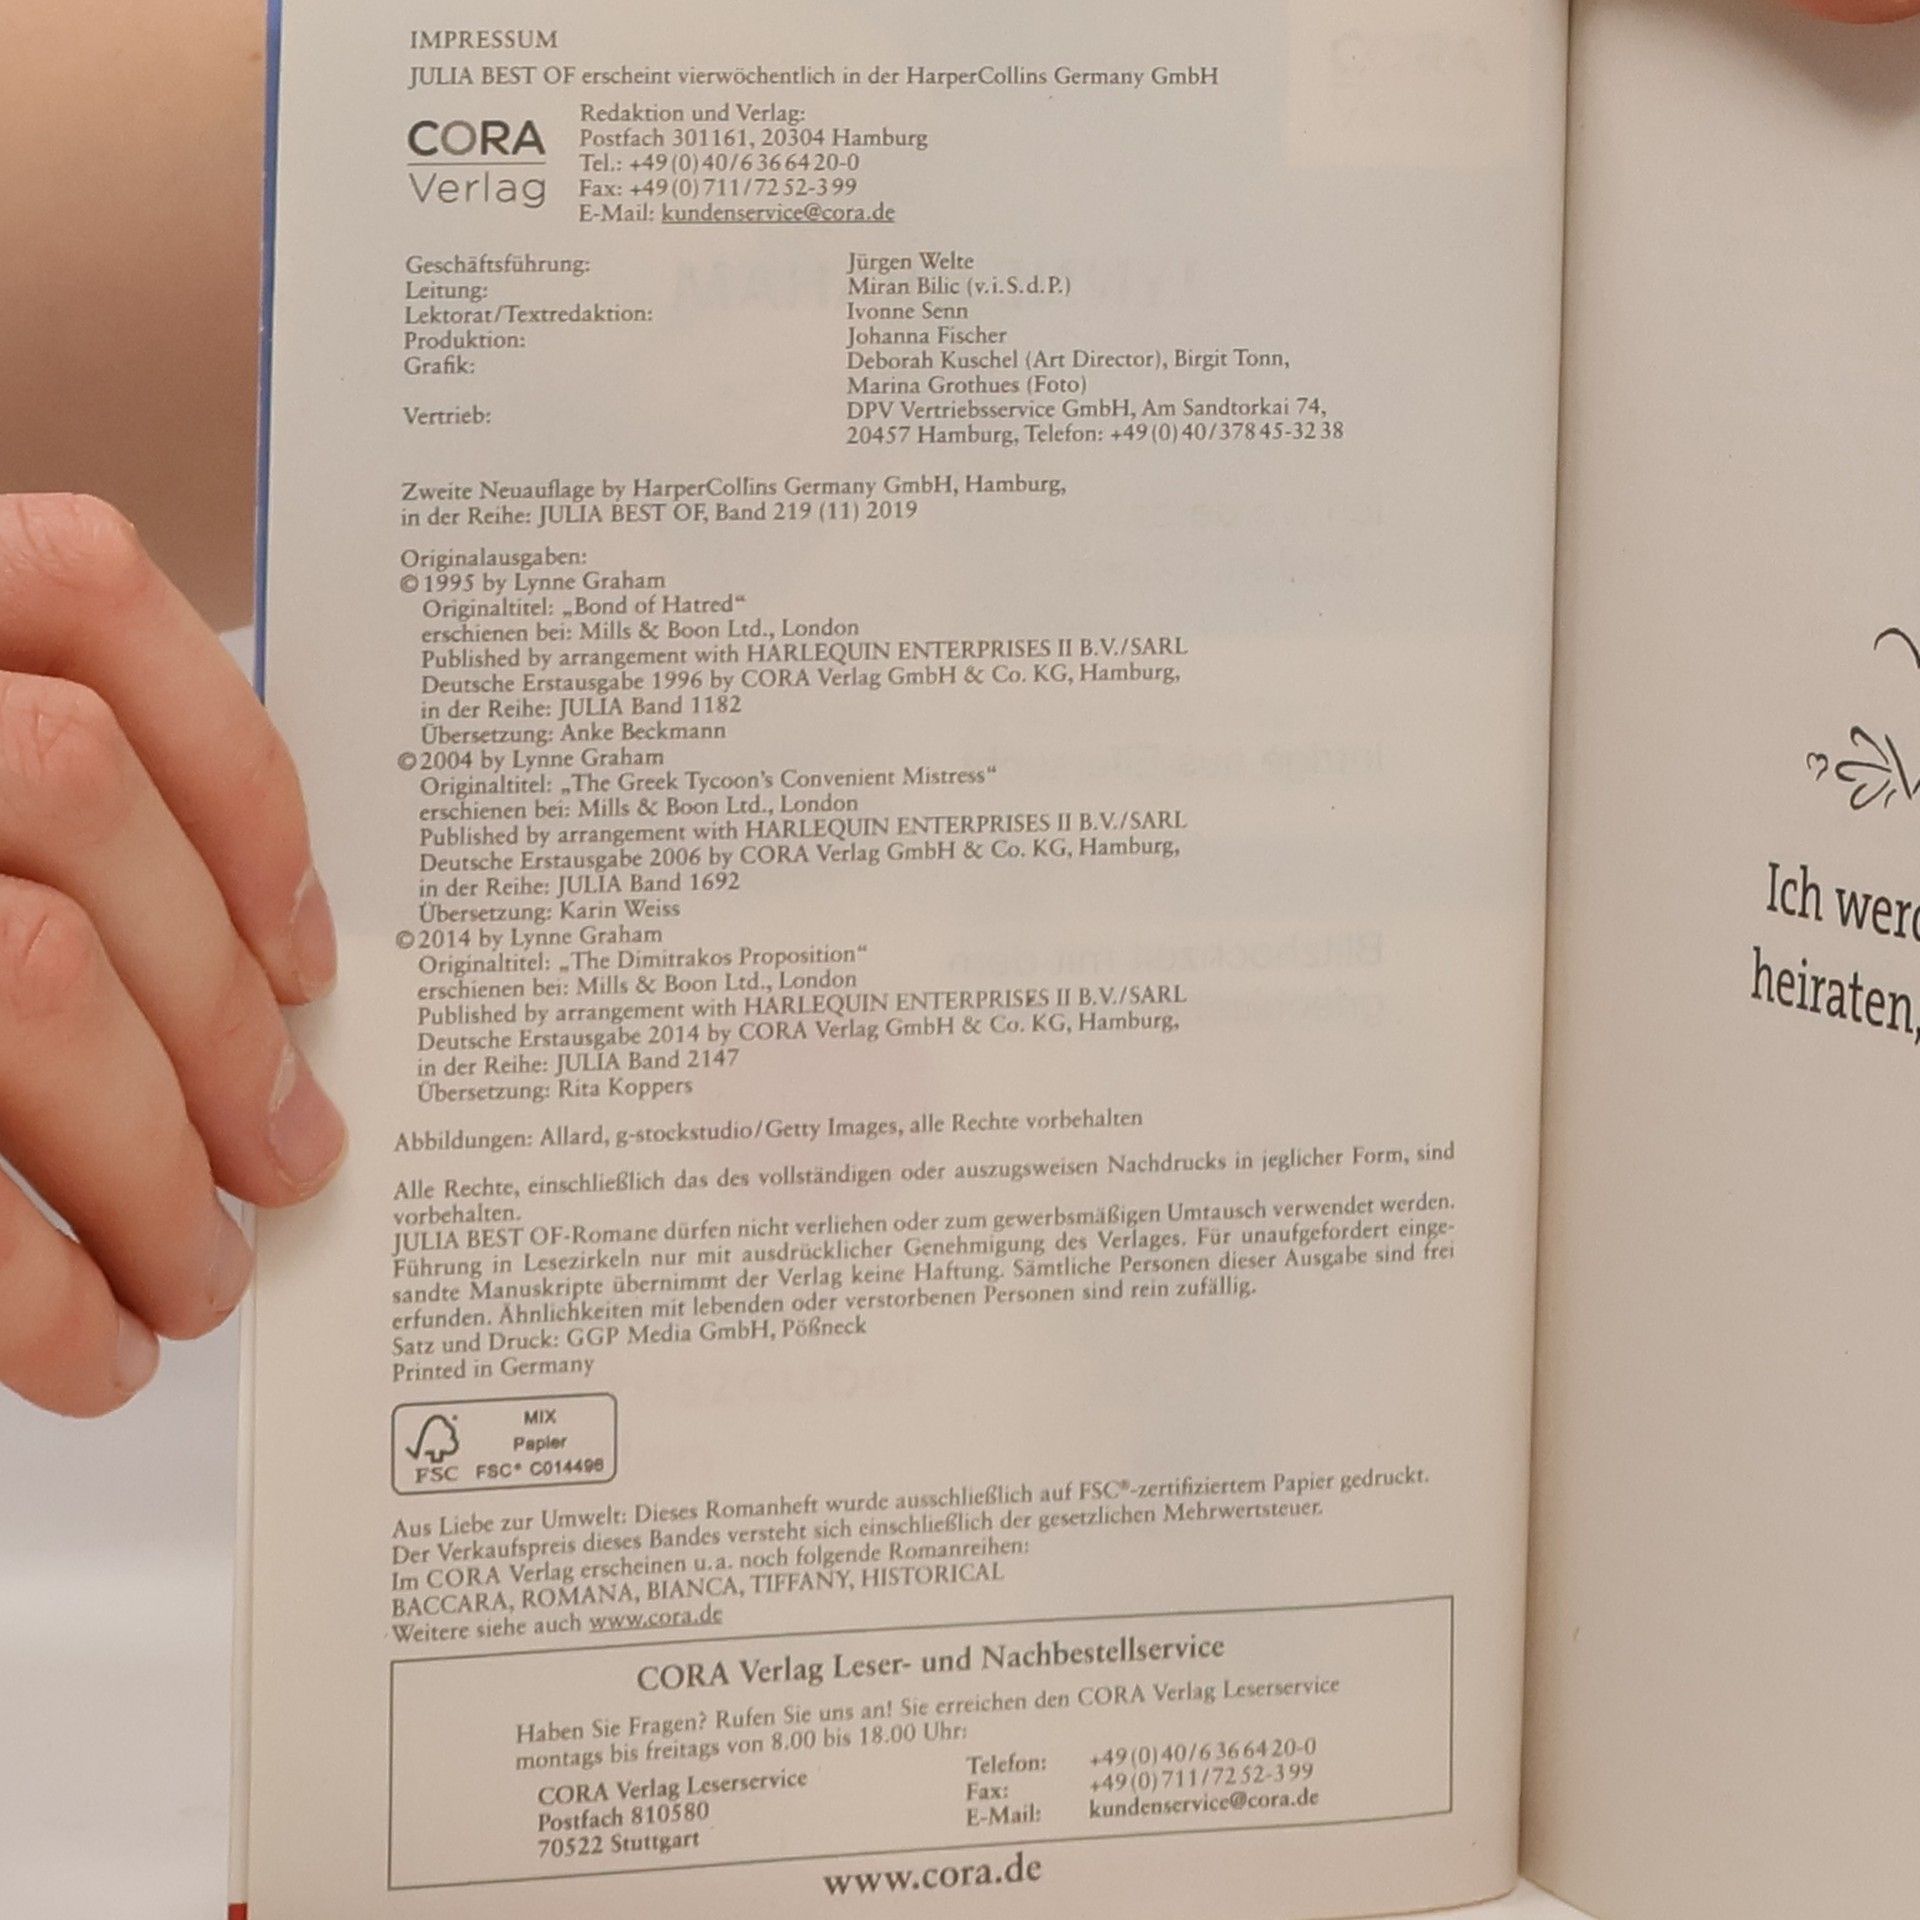 IMPRESSUM
JULIA BEST OF erscheint vierwöchentlich in der HarperCollins Germany GmbH
CORA
Verlag
Redaktion und Verlag:
Postfach 301161, 20304 Hamburg
Tel.: +49(0)40/6366420-0
Fax: +49(0)711/7252-399
E-Mail: kundenservice@cora.de
Geschäftsführung: Jürgen Welte
Leitung: Miran Bilic (v.i.S.d.P.)
Lektorat/Textredaktion: Ivonne Senn
Produktion: Johanna Fischer
Grafik: Deborah Kuschel (Art Director), Birgit Tonn,
Marina Grothues (Foto)
Vertrieb: DPV Vertriebsservice GmbH, Am Sandtorkai 74,
20457 Hamburg, Telefon: +49(0)40/37845-3238
Zweite Neuauflage by HarperCollins Germany GmbH, Hamburg,
in der Reihe: JULIA BEST OF, Band 219 (11) 2019
Originalausgaben:
©1995 by Lynne Graham
Originaltitel: „Bond of Hatred“
erschienen bei: Mills & Boon Ltd., London
Published by arrangement with HARLEQUIN ENTERPRISES II B.V./SARL
Deutsche Erstausgabe 1996 by CORA Verlag GmbH & Co. KG, Hamburg,
in der Reihe: JULIA Band 1182
Übersetzung: Anke Beckmann
©2004 by Lynne Graham
Originaltitel: „The Greek Tycoon's Convenient Mistress“
erschienen bei: Mills & Boon Ltd., London
Published by arrangement with HARLEQUIN ENTERPRISES II B.V./SARL
Deutsche Erstausgabe 2006 by CORA Verlag GmbH & Co. KG, Hamburg,
in der Reihe: JULIA Band 1692
Übersetzung: Karin Weiss
©2014 by Lynne Graham
Originaltitel: „The Dimitrakos Proposition“
erschienen bei: Mills & Boon Ltd., London
Published by arrangement with HARLEQUIN ENTERPRISES II B.V./SARL
Deutsche Erstausgabe 2014 by CORA Verlag GmbH & Co. KG, Hamburg,
in der Reihe: JULIA Band 2147
Übersetzung: Rita Koppers
Abbildungen: Allard, g-stockstudio/Getty Images, alle Rechte vorbehalten
Alle Rechte, einschließlich das des vollständigen oder auszugsweisen Nachdrucks in jeglicher Form, sind
vorbehalten.
JULIA BEST OF-Romane dürfen nicht verliehen oder zum gewerbsmäßigen Umtausch verwendet werden.
Führung in Lesezirkeln nur mit ausdrücklicher Genehmigung des Verlages. Für unaufgefordert einge-
sandte Manuskripte übernimmt der Verlag keine Haftung. Sämtliche Personen dieser Ausgabe sind frei
erfunden. Ähnlichkeiten mit lebenden oder verstorbenen Personen sind rein zufällig.
Satz und Druck: GGP Media GmbH, Pößneck
Printed in Germany
MIX
Papier
FSC FSC® C014496
Aus Liebe zur Umwelt: Dieses Romanheft wurde ausschließlich auf FSC®-zertifiziertem Papier gedruckt.
Der Verkaufspreis dieses Bandes versteht sich einschließlich der gesetzlichen Mehrwertsteuer.
Im CORA Verlag erscheinen u.a. noch folgende Romanreihen:
BACCARA, ROMANA, BIANCA, TIFFANY, HISTORICAL
Weitere siehe auch www.cora.de
CORA Verlag Leser- und Nachbestellservice
Haben Sie Fragen? Rufen Sie uns an! Sie erreichen den CORA Verlag Leserservice
montags bis freitags von 8.00 bis 18.00 Uhr:
CORA Verlag Leserservice
Postfach 810580
70522 Stuttgart
Telefon: +49(0)40/6366420-0
Fax: +49(0)711/7252-399
E-Mail: kundenservice@cora.de
www.cora.de
Ich werd
heiraten,